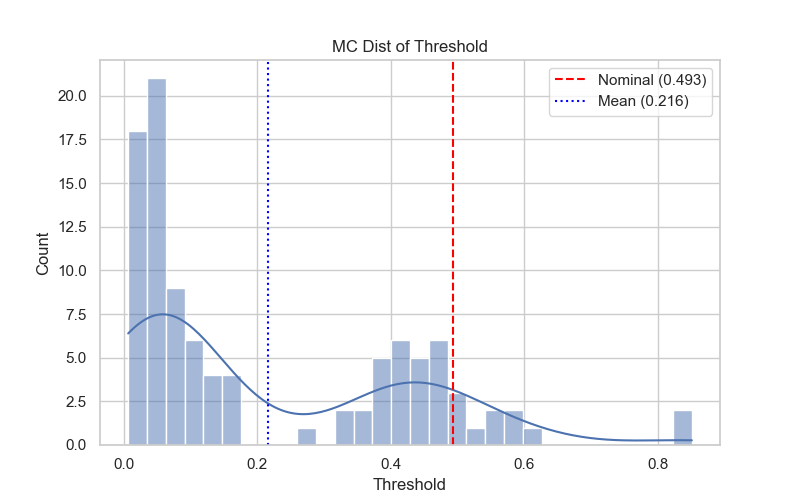 MC Dist of Threshold
Nominal (0.493)
Mean (0.216)
Count
20.0
17.5
15.0
12.5
10.0
7.5
5.0
2.5
0.0
0.0 0.2 0.4 0.6 0.8
Threshold